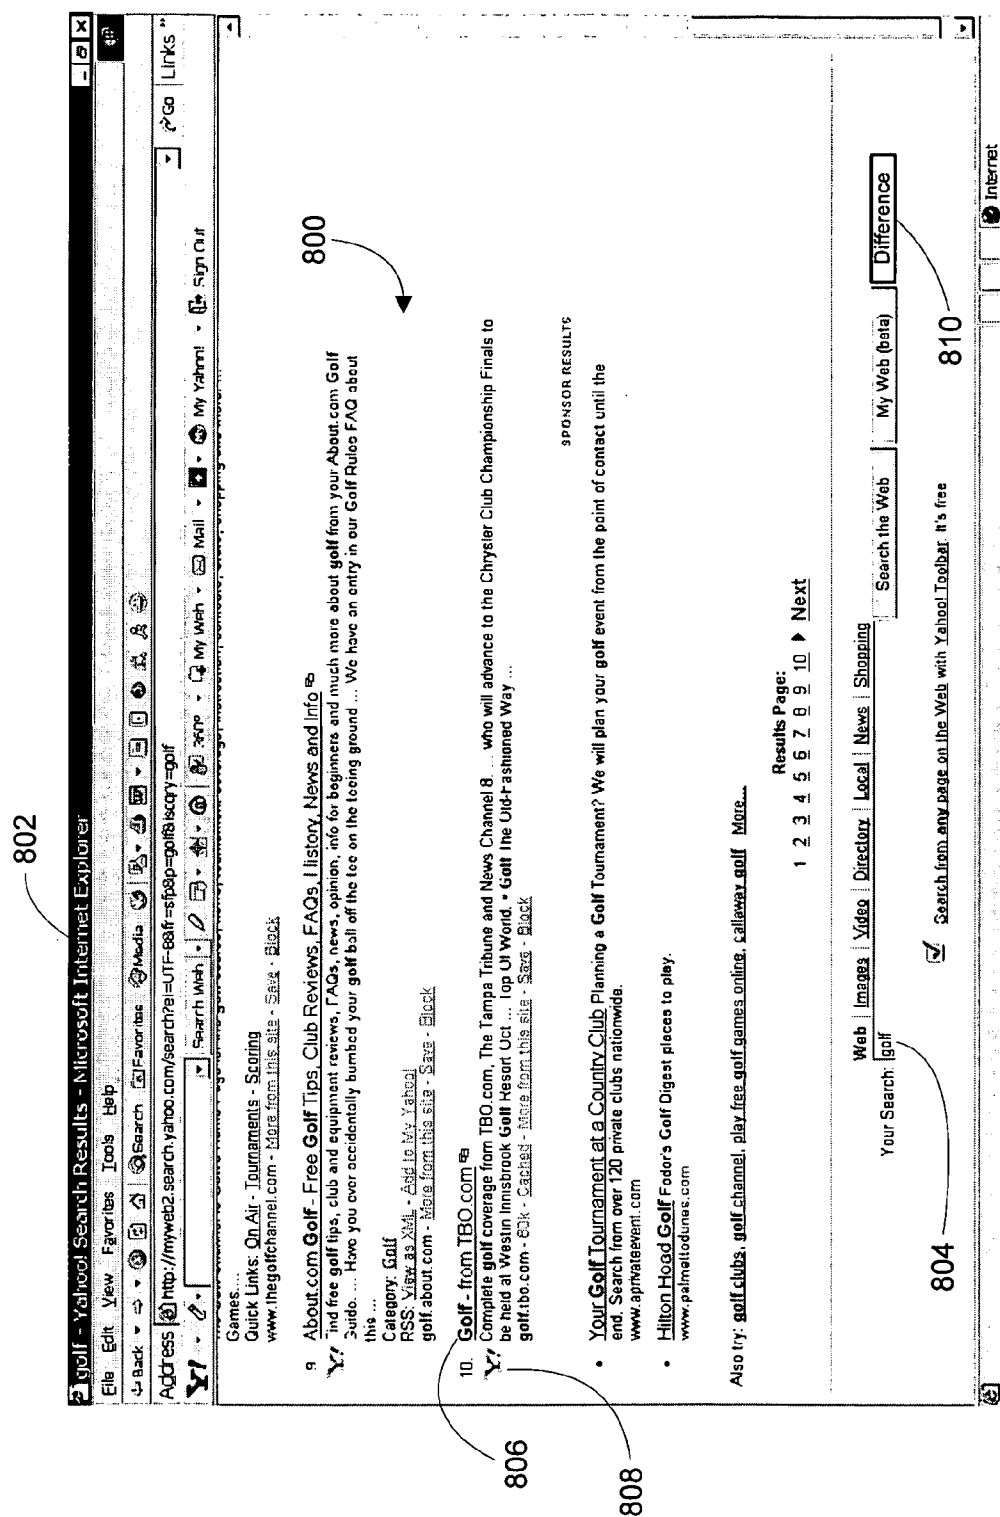 802
golf - Yahoo! Search Results - Microsoft Internet Explorer
File Edit View Favorites Tools Help
Back Search Favorites Media
Address http://myweb2.search.yahoo.com/search?ei=UTF-8&fr=sfp&p=golf&iscqry=golf Go Links »
Y! Search Web 360° My Web Mail My Yahoo! Sign Out
Games...
Quick Links: On Air - Tournaments - Scoring
www.thegolfchannel.com - More from this site - Save - Block
800
9. About.com Golf - Free Golf Tips, Club Reviews, FAQs, History, News and Info
Y! Find free golf tips, club and equipment reviews, FAQs, news, opinion, info for beginners and much more about golf from your About.com Golf
Guide. ... Have you over accidentally bumbed your golf ball off the tee on the teeing ground ... We have an entry in our Golf Rules FAQ about
this ...
Category: Golf
RSS: View as XML - Add to My Yahoo!
golf.about.com - More from this site - Save - Block
10. Golf - from TBO.com
Y! Complete golf coverage from TBO.com, The Tampa Tribune and News Channel 8. ... who will advance to the Chrysler Club Championship Finals to
be held at Westin Innisbrook Golf Resort Oct ... Top Of World. • Golf The Old-Fashioned Way ...
golf.tbo.com - 60k - Cached - More from this site - Save - Block
806
808
SPONSOR RESULTS
• Your Golf Tournament at a Country Club Planning a Golf Tournament? We will plan your golf event from the point of contact until the
end. Search from over 120 private clubs nationwide.
www.aprivateevent.com
• Hilton Head Golf Fodor's Golf Digest places to play.
www.palmettodunes.com
Also try: golf clubs, golf channel, play free golf games online, callaway golf More...
Results Page:
1 2 3 4 5 6 7 8 9 10 ▶ Next
Web | Images | Video | Directory | Local | News | Shopping
Your Search: golf Search the Web My Web (beta) Difference
Search from any page on the Web with Yahoo! Toolbar. It's free
804
810
Internet